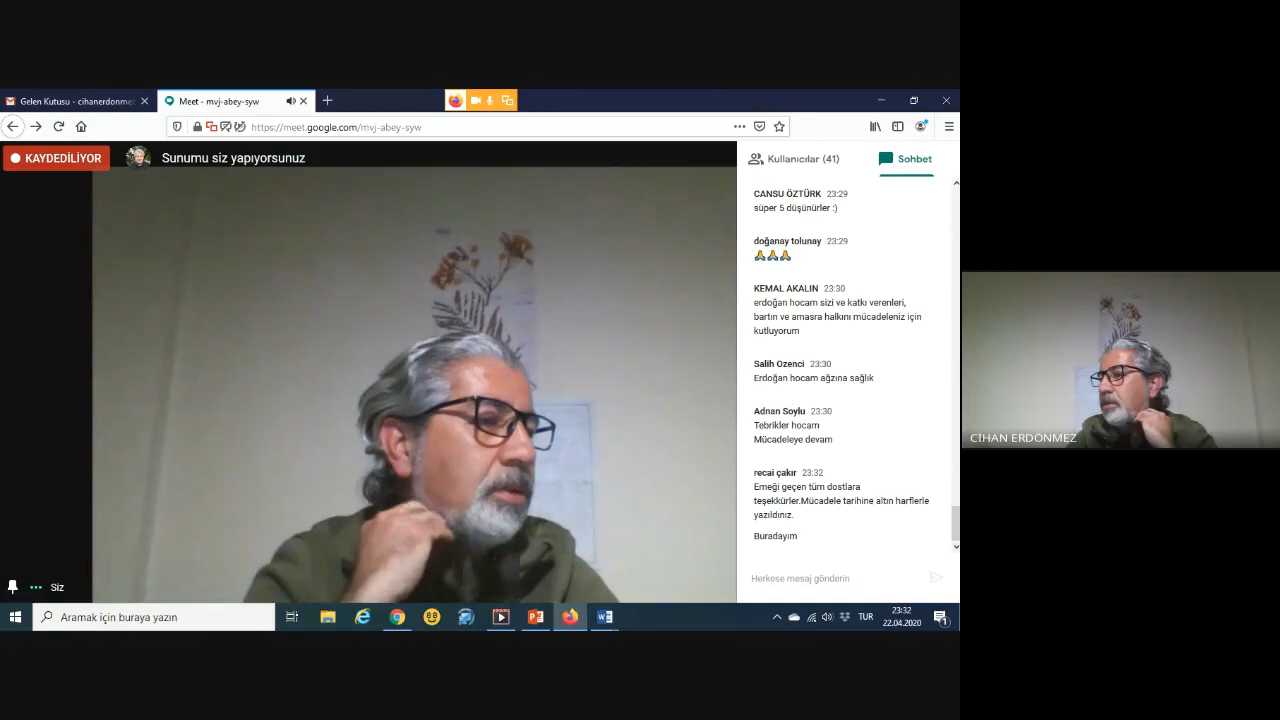 Gelen Kutusu - cihanerdonmez
Meet - mvj-abey-syw
https://meet.google.com/mvj-abey-syw
KAYDEDİLİYOR
Sunumu siz yapıyorsunuz
Kullanıcılar (41)
Sohbet
CANSU ÖZTÜRK 23:29
süper 5 düşünürler :)
doğanay tolunay 23:29
🙏🙏🙏
KEMAL AKALIN 23:30
erdoğan hocam sizi ve katkı verenleri,
bartın ve amasra halkını mücadeleniz için
kutluyorum
Salih Ozenci 23:30
Erdoğan hocam ağzına sağlık
Adnan Soylu 23:30
Tebrikler hocam
Mücadeleye devam
recai çakır 23:32
Emeği geçen tüm dostlara
teşekkürler.Mücadele tarihine altın harflerle
yazıldınız.
Buradayım
Herkese mesaj gönderin
Siz
CİHAN ERDÖNMEZ
Aramak için buraya yazın
TUR
23:32
22.04.2020
1